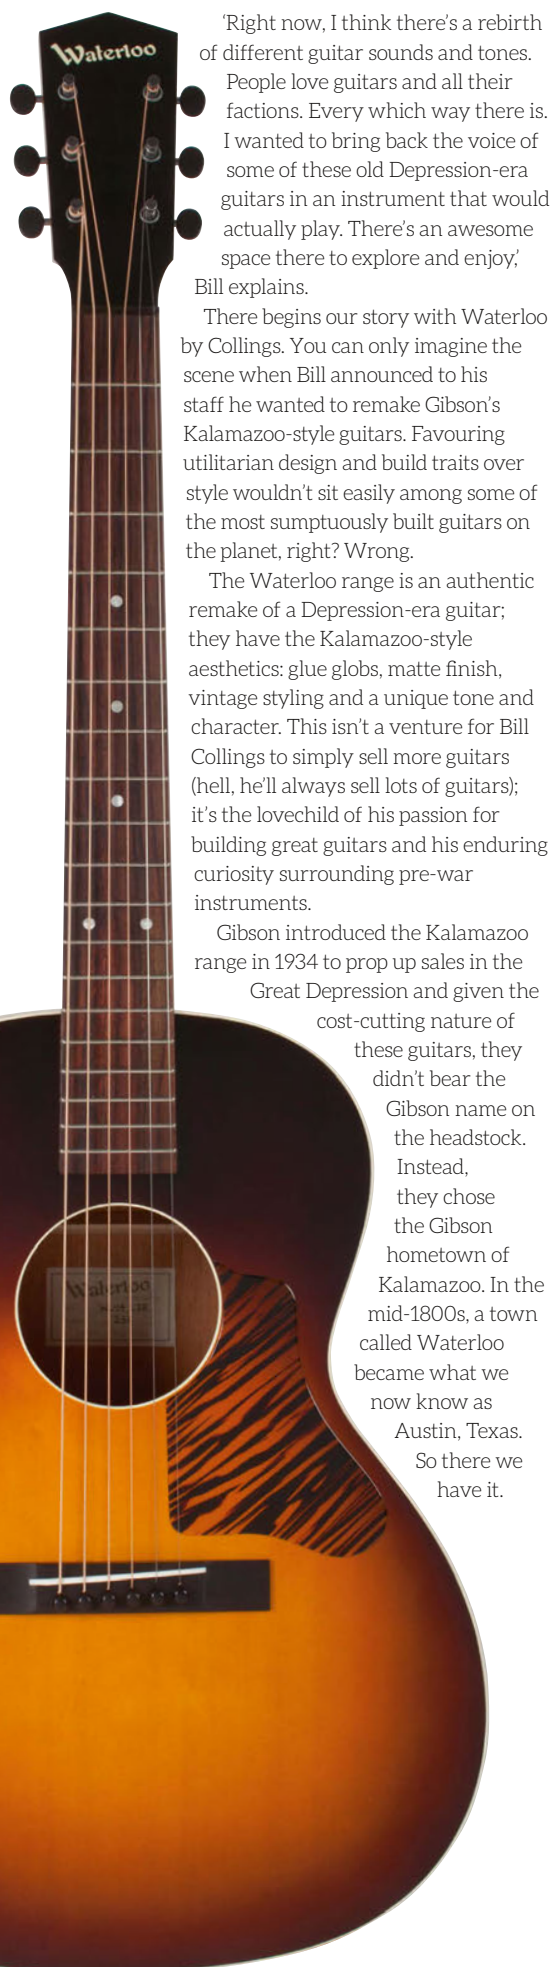 Waterloo
‘Right now, I think there’s a rebirth
of different guitar sounds and tones.
People love guitars and all their
factions. Every which way there is.
I wanted to bring back the voice of
some of these old Depression-era
guitars in an instrument that would
actually play. There’s an awesome
space there to explore and enjoy,’
Bill explains.
There begins our story with Waterloo
by Collings. You can only imagine the
scene when Bill announced to his
staff he wanted to remake Gibson’s
Kalamazoo-style guitars. Favouring
utilitarian design and build traits over
style wouldn’t sit easily among some of
the most sumptuously built guitars on
the planet, right? Wrong.
The Waterloo range is an authentic
remake of a Depression-era guitar;
they have the Kalamazoo-style
aesthetics: glue globs, matte finish,
vintage styling and a unique tone and
character. This isn’t a venture for Bill
Collings to simply sell more guitars
(hell, he’ll always sell lots of guitars);
it’s the lovechild of his passion for
building great guitars and his enduring
curiosity surrounding pre-war
instruments.
Gibson introduced the Kalamazoo
range in 1934 to prop up sales in the
Great Depression and given the
cost-cutting nature of
these guitars, they
didn’t bear the
Gibson name on
the headstock.
Instead,
they chose
the Gibson
hometown of
Kalamazoo. In the
mid-1800s, a town
called Waterloo
became what we
now know as
Austin, Texas.
So there we
have it.
Waterloo